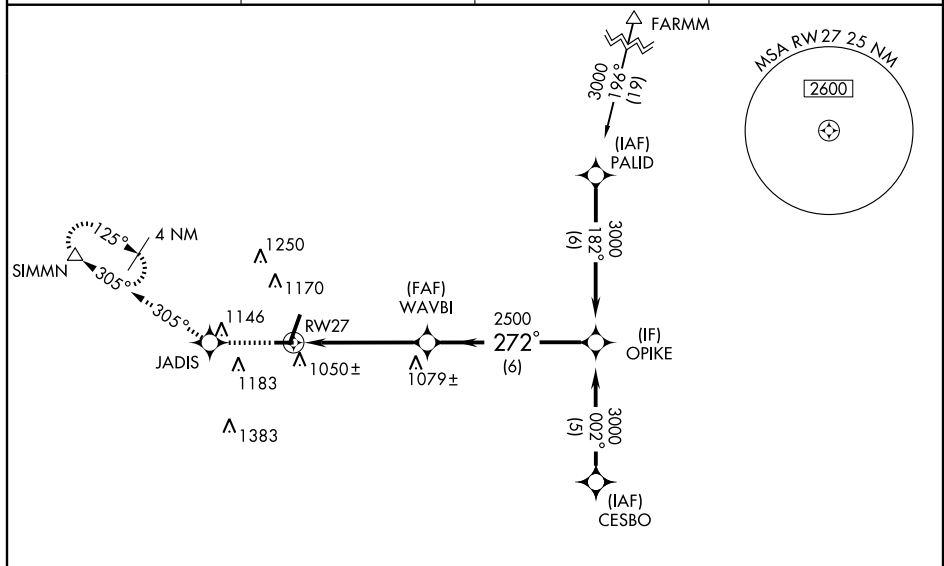 FARMM
MSA RW27 25 NM
2600
3000
196°
(16)
(IAF)
PALID
3000
182°
(6)
125°
4 NM
SIMMN
305°
305°
1250
1170
(FAF)
WAVBI
1146
RW27
2500
272°
(6)
(IF)
OPIKE
JADIS
1183
1050±
1079±
3000
002°
(5)
1383
(IAF)
CESBO